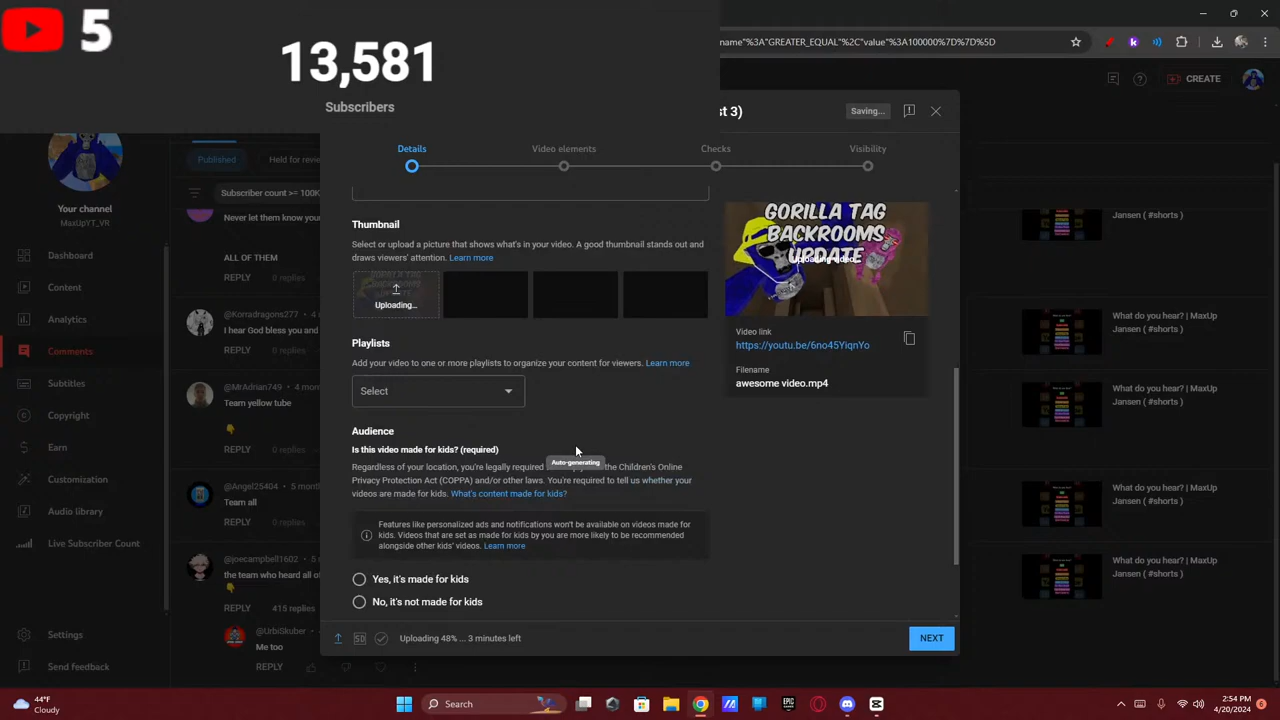 5
13,581
Subscribers
name"%3A"GREATER_EQUAL"%2C"value"%3A100000%7D%7D%5D
CREATE
st 3)
Saving...
Details
Video elements
Checks
Visibility
Your channel
MaxUpYT_VR
Dashboard
Content
Analytics
Comments
Subtitles
Copyright
Earn
Customization
Audio library
Live Subscriber Count
Settings
Send feedback
Published
Held for revie
Subscriber count >= 100K
Never let them know your
ALL OF THEM
REPLY
0 replies
@Korradragons277
4 mon
I hear God bless you and
REPLY
0 replies
@MrAdrian749
4 mon
Team yellow tube
REPLY
0 replies
@Angel25404
5 month
Team all
REPLY
0 replies
@joecampbell1602
5 m
the team who heard all of
REPLY
415 replies
@UrbiSkuber
6 mon
Me too
REPLY
Thumbnail
Select or upload a picture that shows what's in your video. A good thumbnail stands out and
draws viewers' attention. Learn more
Uploading...
Playlists
Add your video to one or more playlists to organize your content for viewers. Learn more
Select
Audience
Is this video made for kids? (required)
Auto-generating
Regardless of your location, you're legally required the Children's Online
Privacy Protection Act (COPPA) and/or other laws. You're required to tell us whether your
videos are made for kids. What's content made for kids?
Features like personalized ads and notifications won't be available on videos made for
kids. Videos that are set as made for kids by you are more likely to be recommended
alongside other kids' videos. Learn more
Yes, it's made for kids
No, it's not made for kids
SD
Uploading 48% ... 3 minutes left
NEXT
BACKROOMS
UPDATE
Video link
https://youtu.be/6no45YiqnYo
Filename
awesome video.mp4
Jansen ( #shorts )
What do you hear? | MaxUp
Jansen ( #shorts )
What do you hear? | MaxUp
Jansen ( #shorts )
What do you hear? | MaxUp
Jansen ( #shorts )
What do you hear? | MaxUp
Jansen ( #shorts )
44°F
Cloudy
Search
EPIC
2:54 PM
4/20/2024